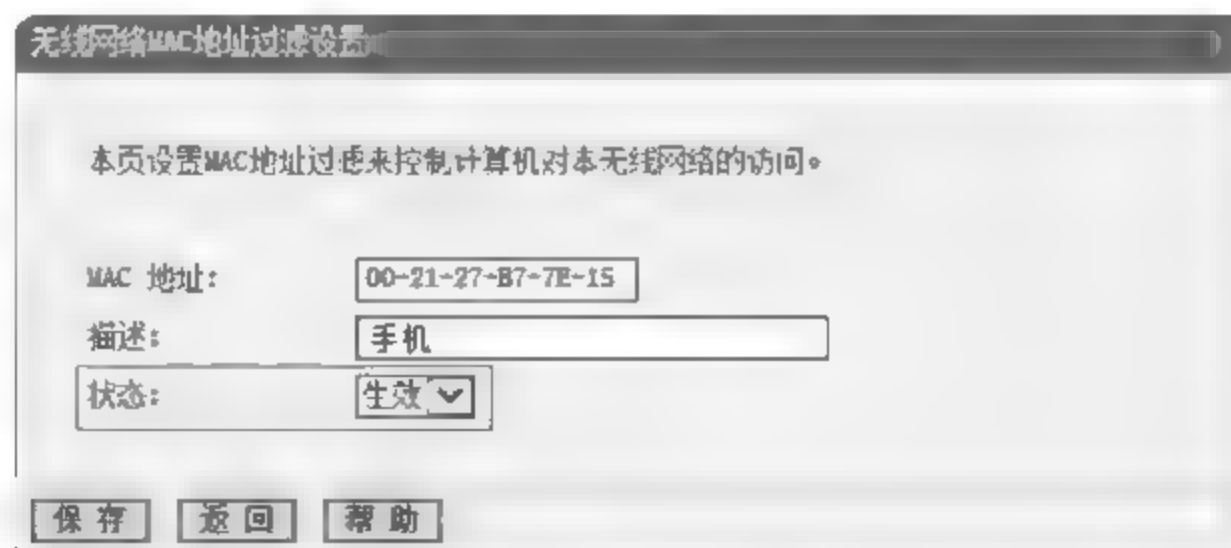 无线网络MAC地址过滤设置
本页设置MAC地址过滤来控制计算机对本无线网络的访问。
MAC 地址: 00-21-27-B7-7E-15
描述: 手机
状态: 生效
保存 返回 帮助